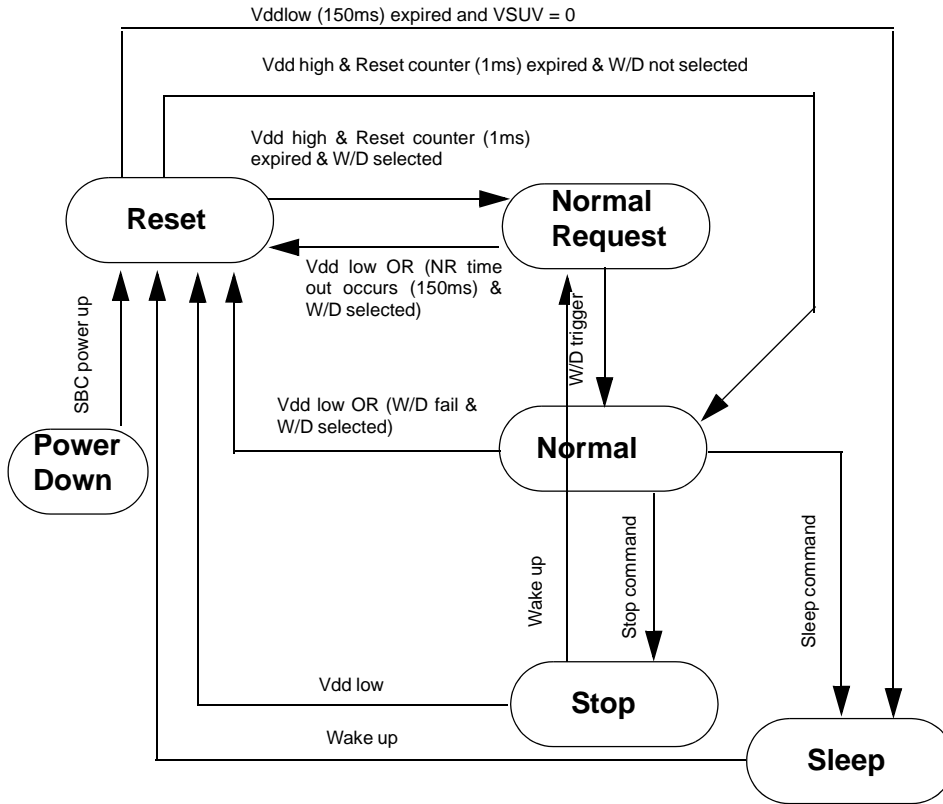 Vddlow (150ms) expired and VSUV = 0
Vdd high & Reset counter (1ms) expired & W/D not selected
Vdd high & Reset counter (1ms)
expired & W/D selected
Reset
Normal
Request
Vdd low OR (NR time
out occurs (150ms) &
W/D selected)
SBC power up
W/D trigger
Vdd low OR (W/D fail &
W/D selected)
Power
Down
Normal
Wake up
Stop command
Sleep command
Vdd low
Stop
Wake up
Sleep